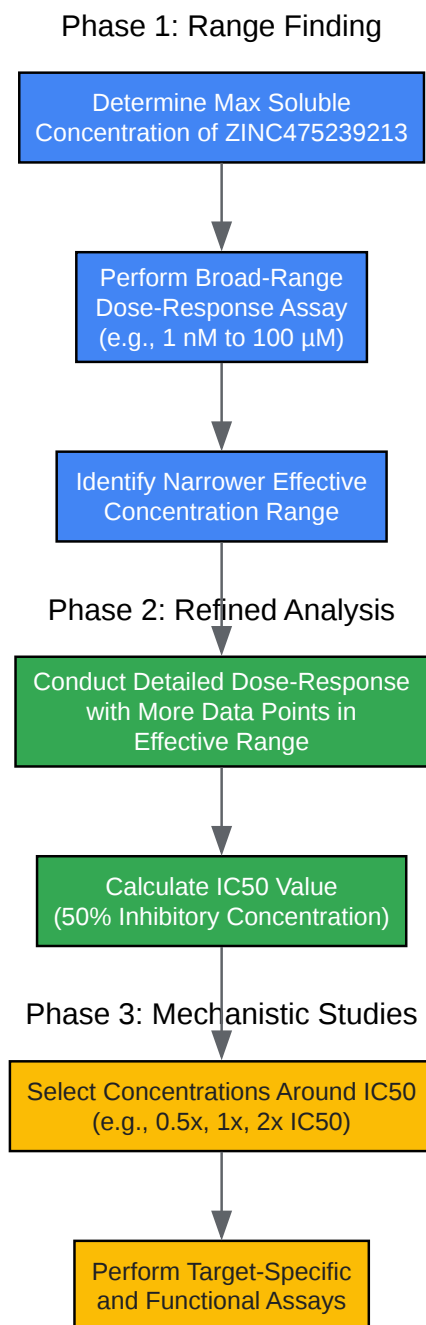 Phase 1: Range Finding
Determine Max Soluble
Concentration of ZINC475239213
Perform Broad-Range
Dose-Response Assay
(e.g., 1 nM to 100 µM)
Identify Narrower Effective
Concentration Range
Phase 2: Refined Analysis
Conduct Detailed Dose-Response
with More Data Points in
Effective Range
Calculate IC50 Value
(50% Inhibitory Concentration)
Phase 3: Mechanistic Studies
Select Concentrations Around IC50
(e.g., 0.5x, 1x, 2x IC50)
Perform Target-Specific
and Functional Assays